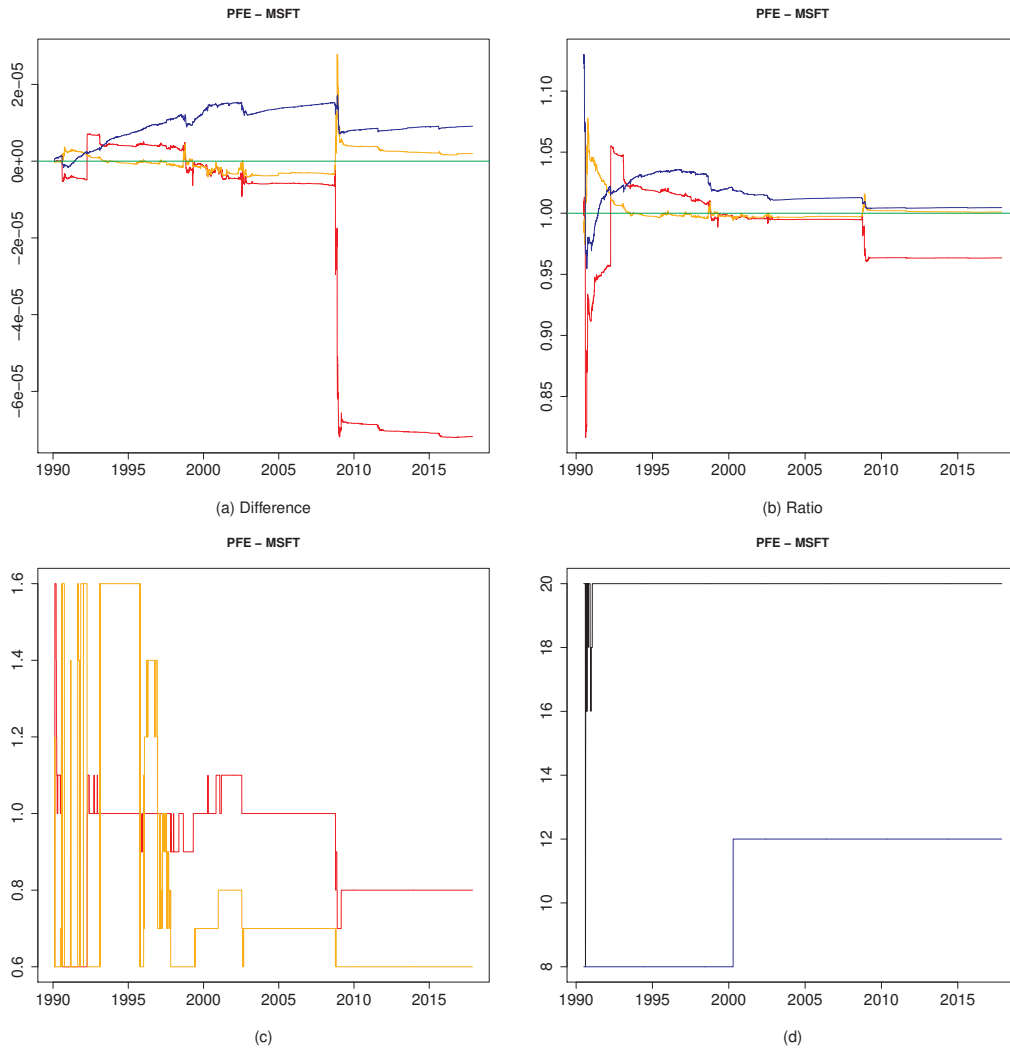 PFE − MSFT
2e−05
0e+00
−2e−05
−4e−05
−6e−05
1990 1995 2000 2005 2010 2015
(a) Difference
PFE − MSFT
1.10
1.05
1.00
0.95
0.90
0.85
1990 1995 2000 2005 2010 2015
(b) Ratio
PFE − MSFT
1.6
1.4
1.2
1.0
0.8
0.6
1990 1995 2000 2005 2010 2015
(c)
PFE − MSFT
20
18
16
14
12
10
8
1990 1995 2000 2005 2010 2015
(d)